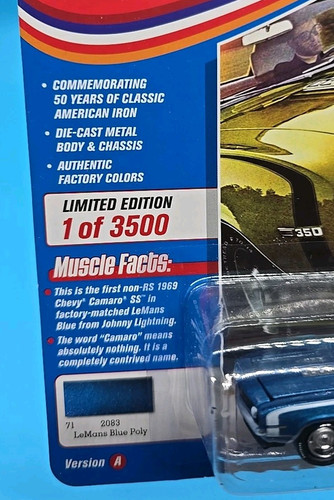 COMMEMORATING
50 YEARS OF CLASSIC
AMERICAN IRON
DIE-CAST METAL
BODY & CHASSIS
AUTHENTIC
FACTORY COLORS
LIMITED EDITION
1 of 3500
Muscle Facts:
This is the first non-RS 1969
Chevy® Camaro® SS™ in
factory-matched LeMans
Blue from Johnny Lightning.
The word "Camaro" means
absolutely nothing. It is a
completely contrived name.
71 2083
LeMans Blue Poly
Version A
350